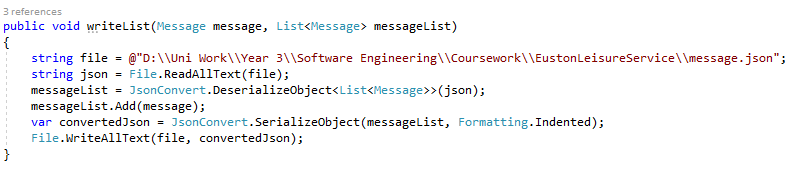 3 references
public void writeList(Message message, List<Message> messageList)
{
string file = @"D:\\Uni Work\\Year 3\\Software Engineering\\Coursework\\EustonLeisureService\\message.json";
string json = File.ReadAllText(file);
messageList = JsonConvert.DeserializeObject<List<Message>>(json);
messageList.Add(message);
var convertedJson = JsonConvert.SerializeObject(messageList, Formatting.Indented);
File.WriteAllText(file, convertedJson);
}